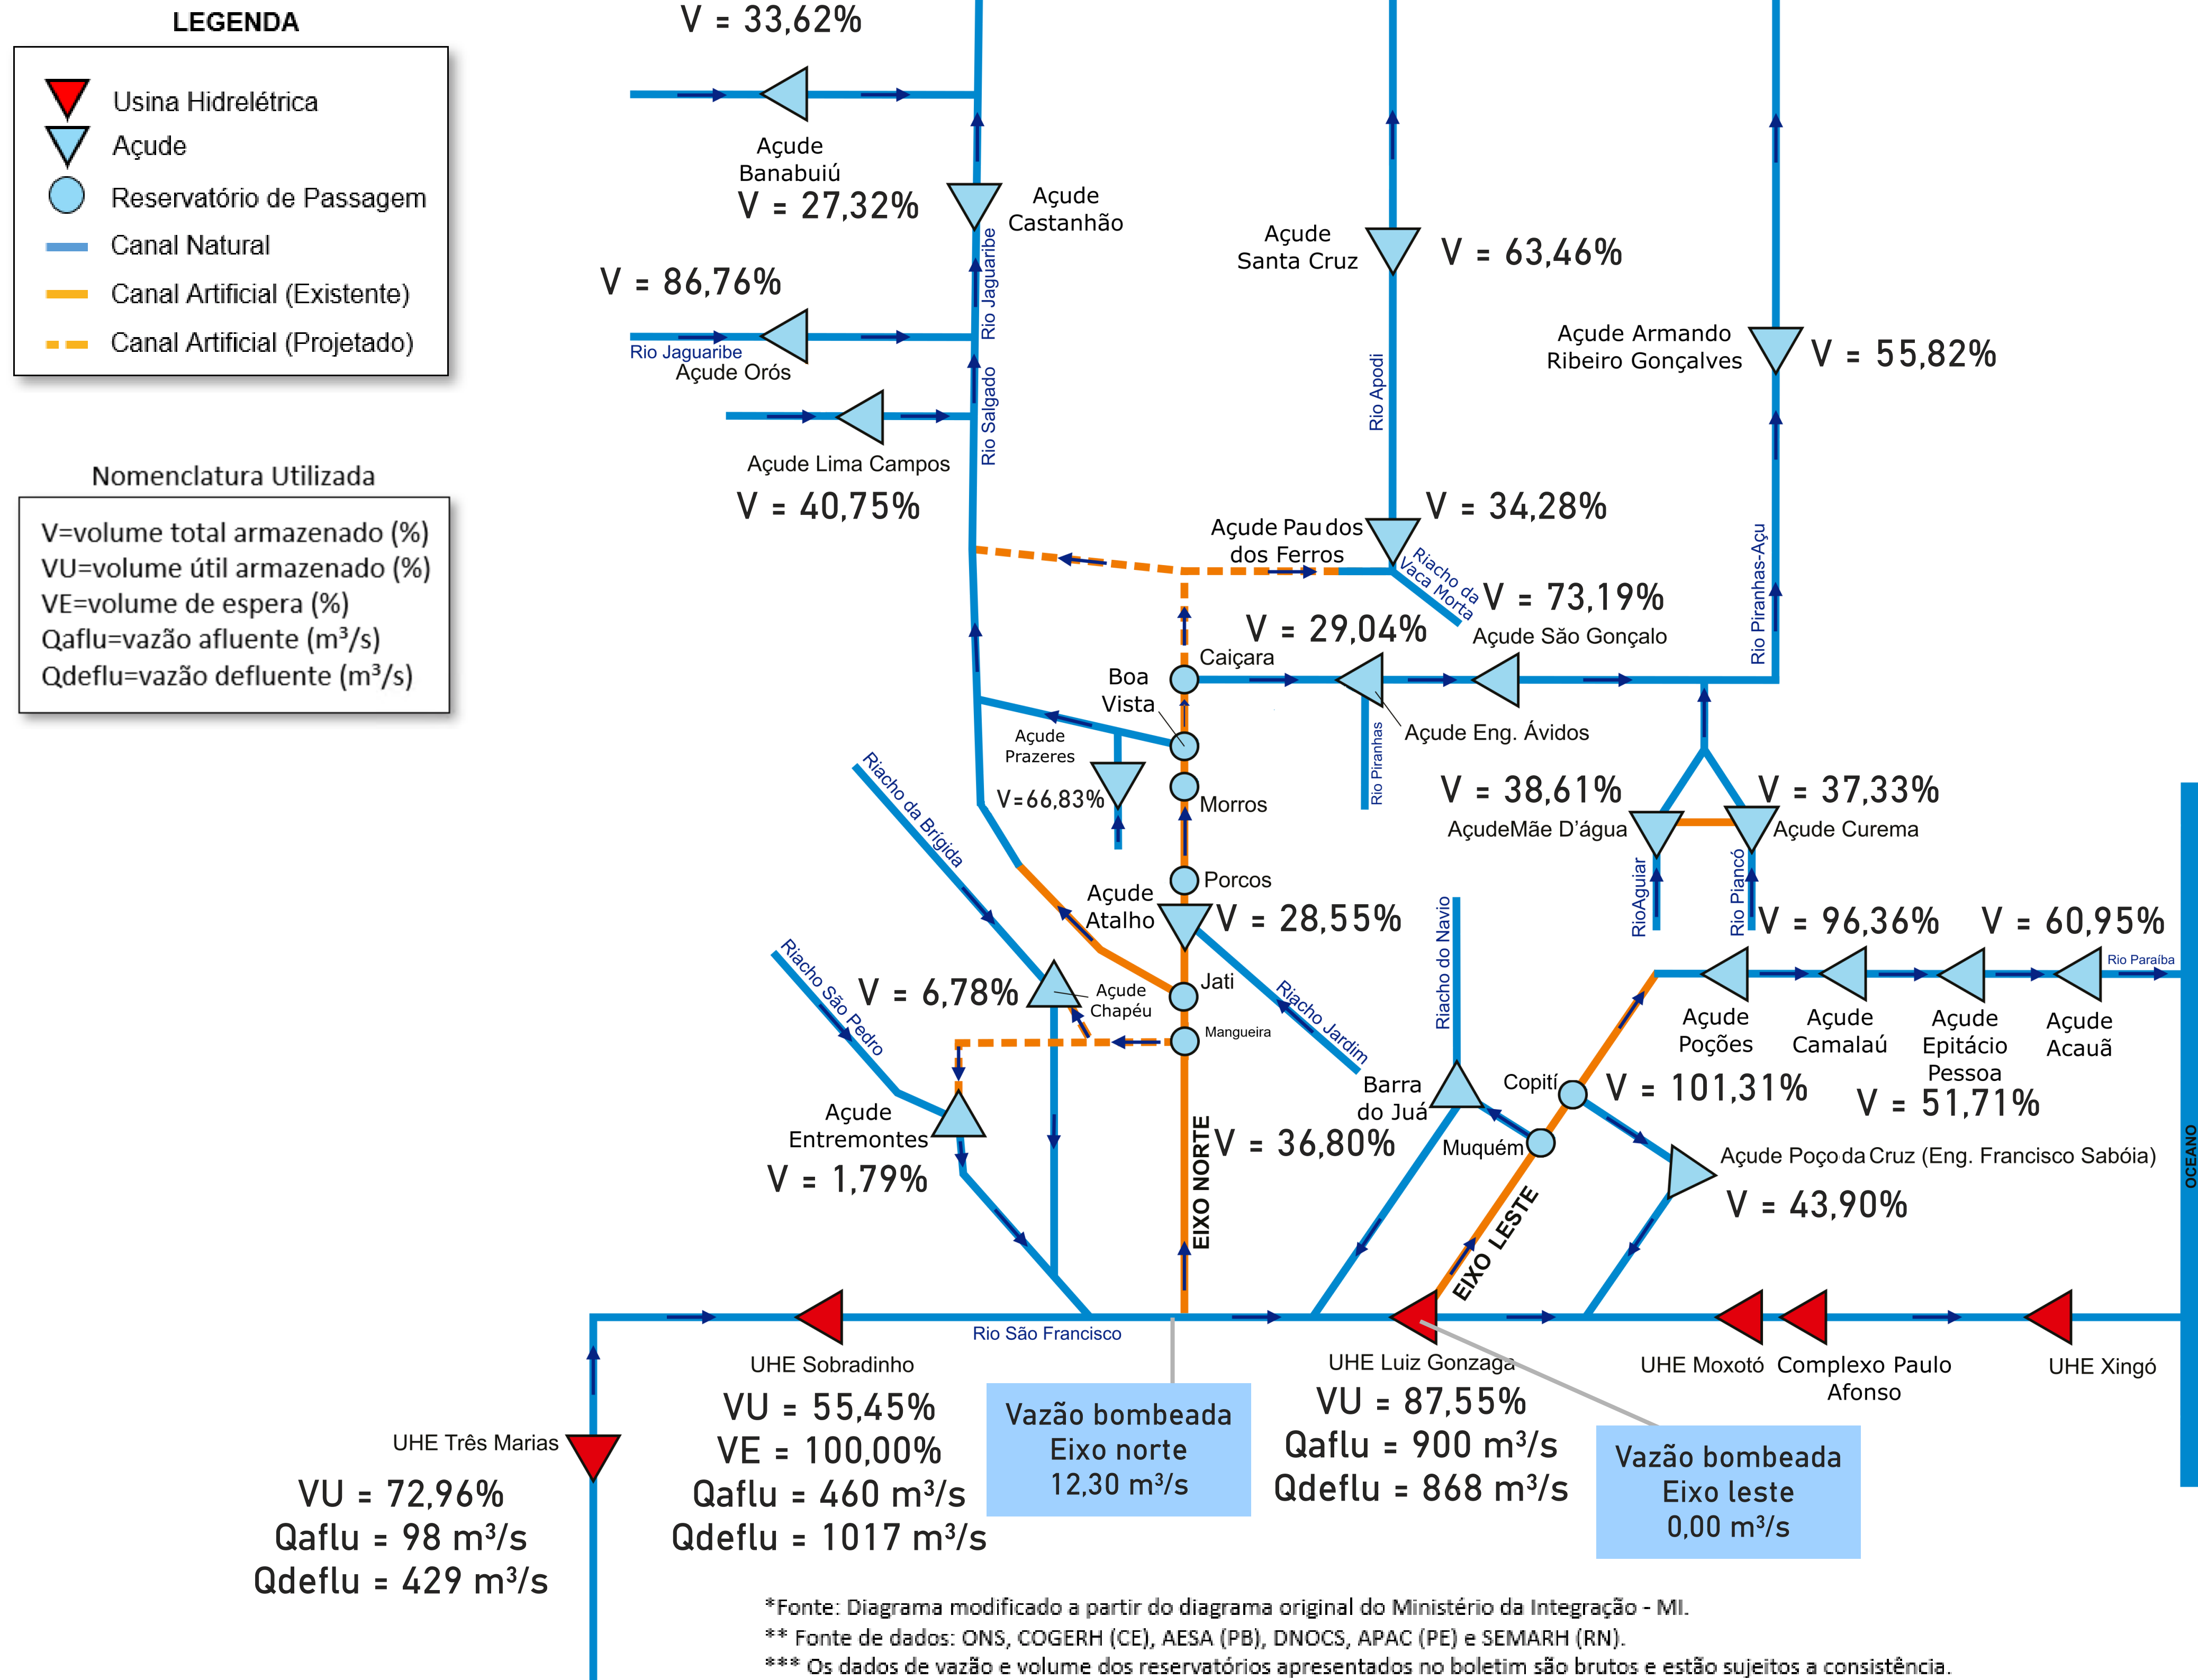 LEGENDA
Usina Hidrelétrica
Açude
Reservatório de Passagem
Canal Natural
Canal Artificial (Existente)
Canal Artificial (Projetado)
Nomenclatura Utilizada
V=volume total armazenado (%)
VU=volume útil armazenado (%)
VE=volume de espera (%)
Qaflu=vazão afluente (m³/s)
Qdeflu=vazão defluente (m³/s)
V = 33,62%
Açude
Banabuiú
V = 27,32%
Açude
Castanhão
Rio Jaguaribe
V = 86,76%
Rio Jaguaribe
Açude Orós
Rio Salgado
Açude Lima Campos
V = 40,75%
Açude
Santa Cruz
V = 63,46%
Rio Apodi
Açude Armando
Ribeiro Gonçalves
V = 55,82%
Rio Piranhas-Açu
V = 34,28%
Açude Pau dos
dos Ferros
Riacho da
Vaca Morta
V = 73,19%
Açude São Gonçalo
V = 29,04%
Caiçara
Boa
Vista
Açude Eng. Ávidos
Rio Piranhas
Açude
Prazeres
V=66,83%
Morros
V = 38,61%
AçudeMãe D'água
V = 37,33%
Açude Curema
RioAguiar
Rio Piancó
Riacho da Brígida
Porcos
Açude
Atalho
V = 28,55%
Riacho São Pedro
V = 6,78%
Açude
Chapéu
Jati
Mangueira
Riacho Jardim
Riacho do Navio
V = 96,36%
V = 60,95%
Rio Paraíba
Açude
Poções
Açude
Camalaú
Açude
Epitácio
Pessoa
Açude
Acauã
V = 101,31%
V = 51,71%
Barra
do Juá
Copití
Açude
Entremontes
V = 1,79%
EIXO NORTE
V = 36,80%
Muquém
Açude Poço da Cruz (Eng. Francisco Sabóia)
V = 43,90%
EIXO LESTE
OCEANO
Rio São Francisco
UHE Sobradinho
VU = 55,45%
VE = 100,00%
Qaflu = 460 m³/s
Qdeflu = 1017 m³/s
UHE Três Marias
VU = 72,96%
Qaflu = 98 m³/s
Qdeflu = 429 m³/s
Vazão bombeada
Eixo norte
12,30 m³/s
UHE Luiz Gonzaga
VU = 87,55%
Qaflu = 900 m³/s
Qdeflu = 868 m³/s
Vazão bombeada
Eixo leste
0,00 m³/s
UHE Moxotó
Complexo Paulo
Afonso
UHE Xingó
*Fonte: Diagrama modificado a partir do diagrama original do Ministério da Integração - MI.
** Fonte de dados: ONS, COGERH (CE), AESA (PB), DNOCS, APAC (PE) e SEMARH (RN).
*** Os dados de vazão e volume dos reservatórios apresentados no boletim são brutos e estão sujeitos a consistência.